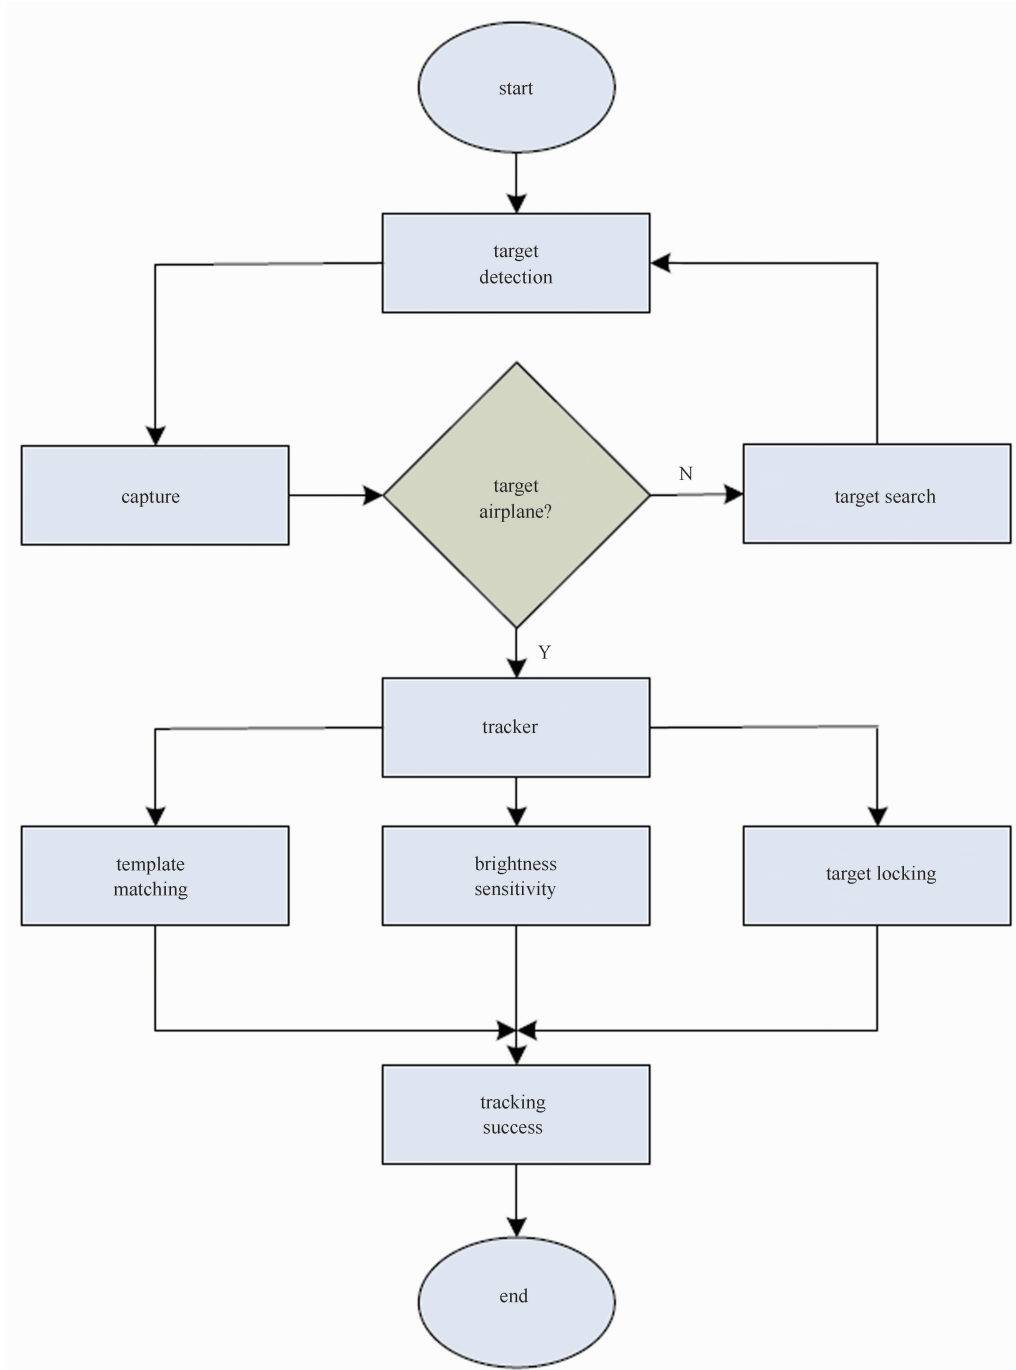 start
target
detection
capture
target
airplane?
N
target search
Y
tracker
template
matching
brightness
sensitivity
target locking
tracking
success
end